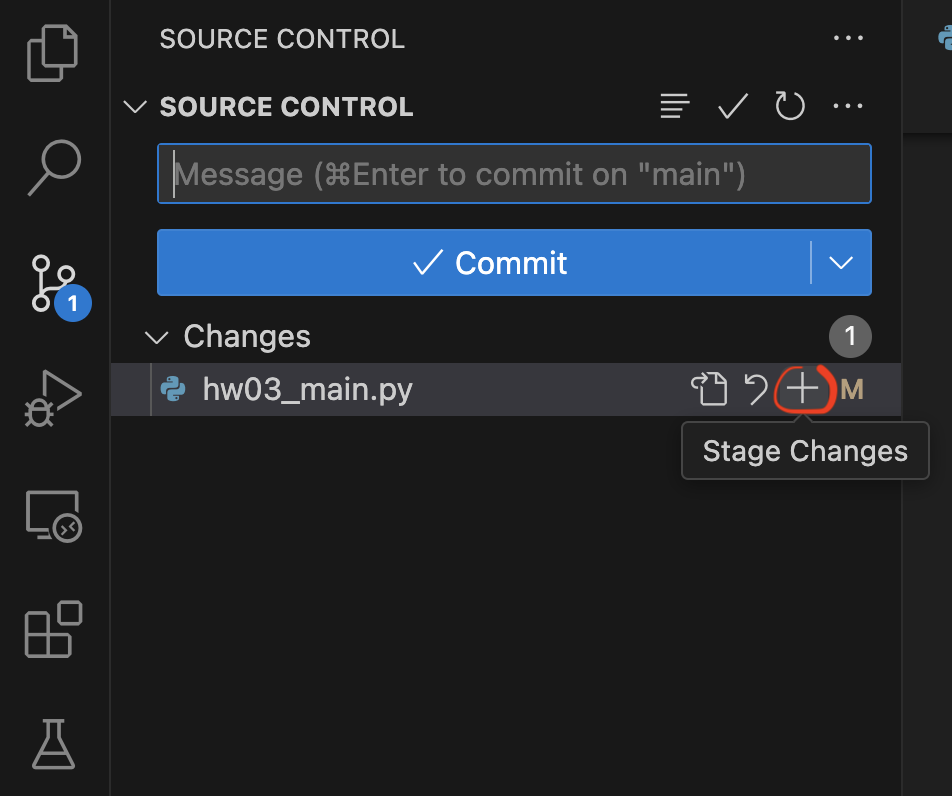 SOURCE CONTROL
SOURCE CONTROL
Message (⌘Enter to commit on "main")
Commit
1
Changes
1
hw03_main.py
M
Stage Changes